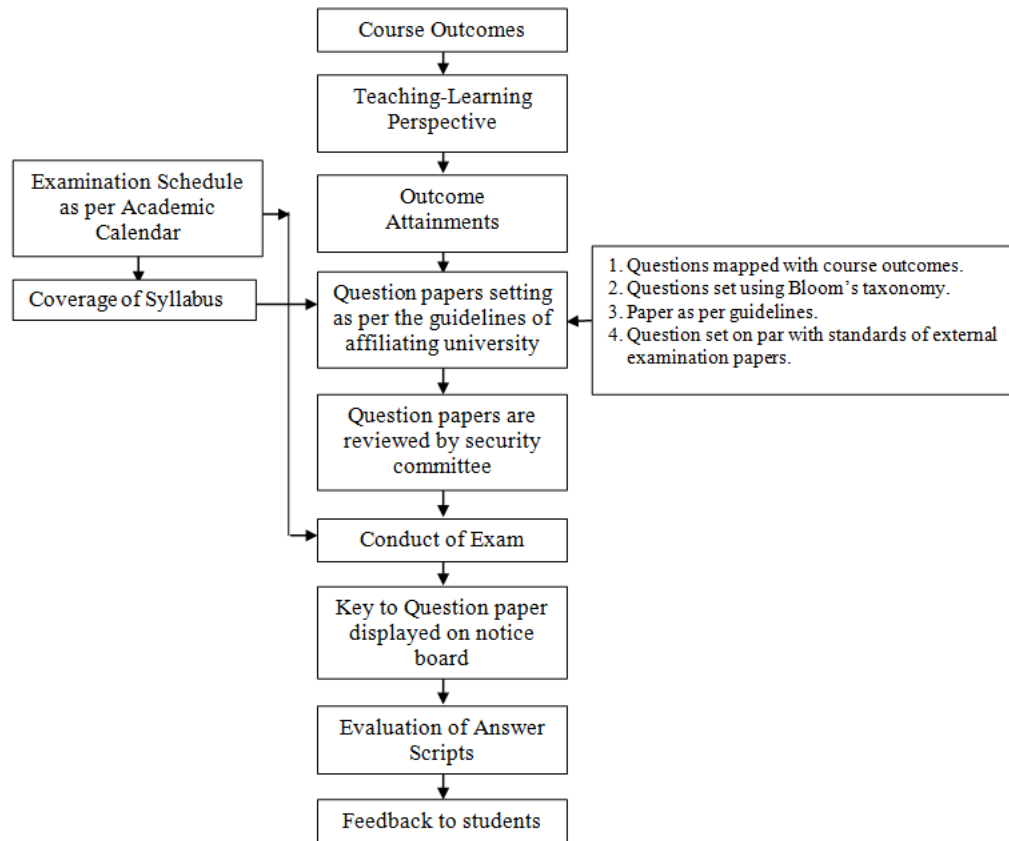 Course Outcomes
Teaching-Learning
Perspective
Examination Schedule
as per Academic
Calendar
Outcome
Attainments
Coverage of Syllabus
Question papers setting
as per the guidelines of
affiliating university
1. Questions mapped with course outcomes.
2. Questions set using Bloom’s taxonomy.
3. Paper as per guidelines.
4. Question set on par with standards of external
examination papers.
Question papers are
reviewed by security
committee
Conduct of Exam
Key to Question paper
displayed on notice
board
Evaluation of Answer
Scripts
Feedback to students